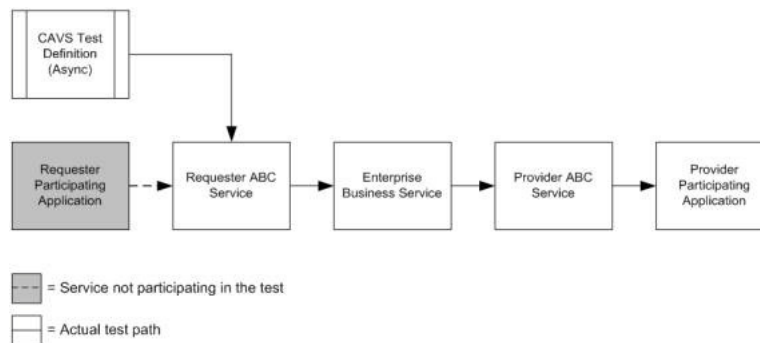 CAVS Test
Definition
(Async)
Requester
Participating
Application
Requester ABC
Service
Enterprise
Business Service
Provider ABC
Service
Provider
Participating
Application
= Service not participating in the test
= Actual test path